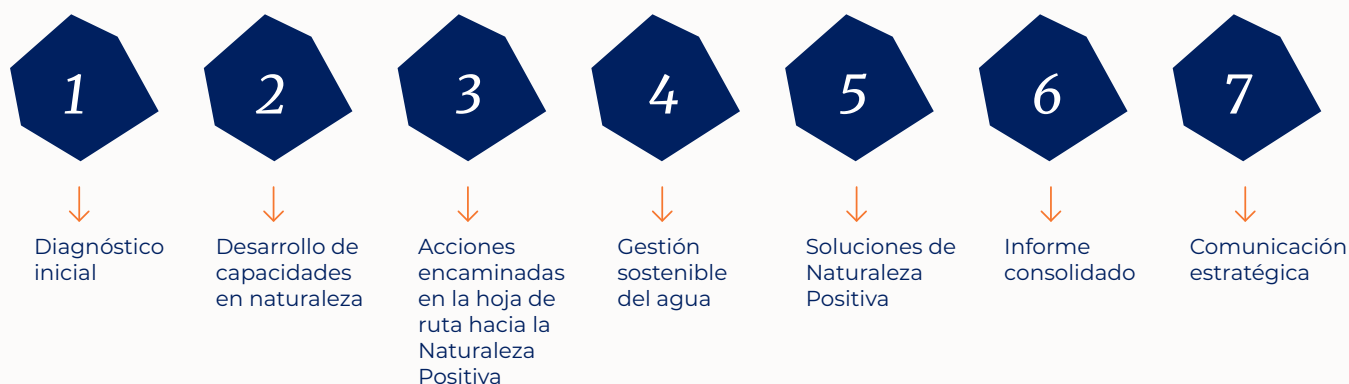 1
Diagnóstico
inicial
2
Desarrollo de
capacidades
en naturaleza
3
Acciones
encaminadas
en la hoja de
ruta hacia la
Naturaleza
Positiva
4
Gestión
sostenible
del agua
5
Soluciones de
Naturaleza
Positiva
6
Informe
consolidado
7
Comunicación
estratégica